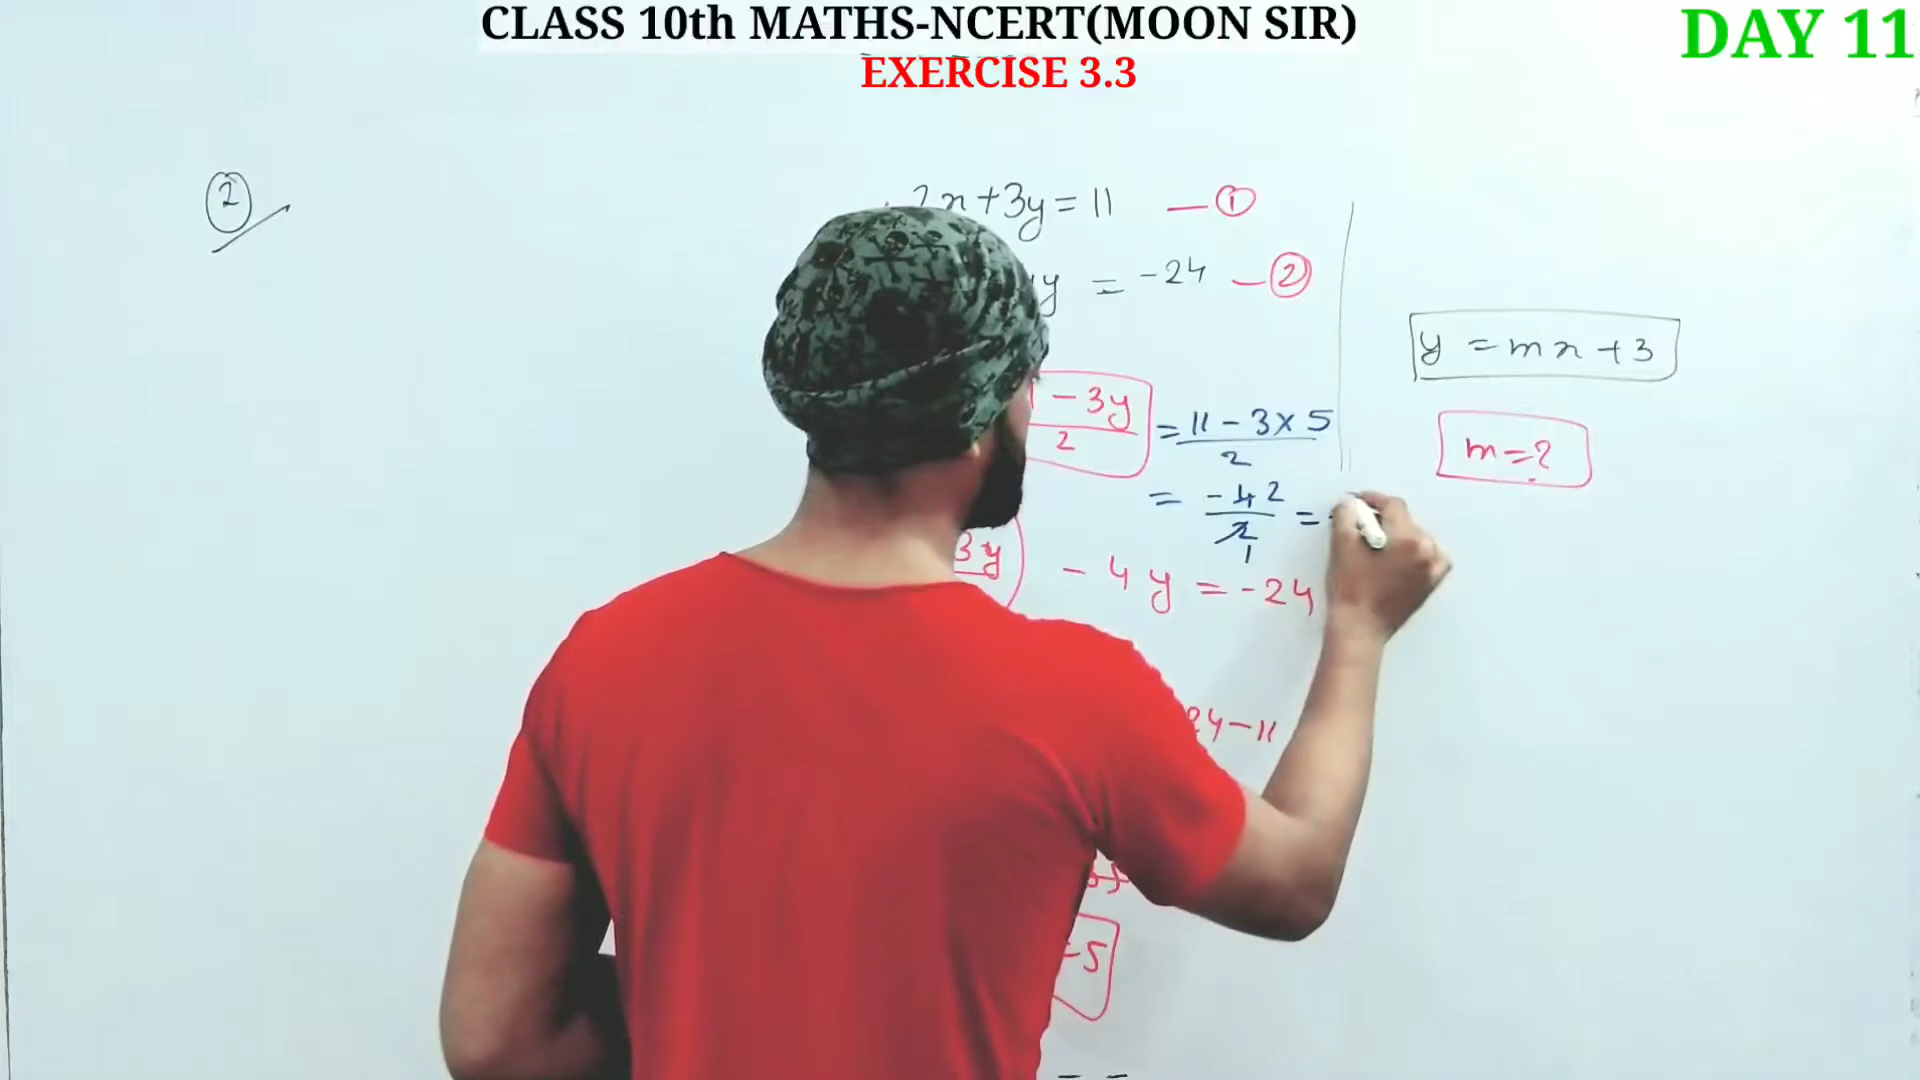 CLASS 10th MATHS-NCERT(MOON SIR)
DAY 11
EXERCISE 3.3
②
2x+3y= 11 — ①
y = -24 — ②
y = mx + 3
m=?
- 3y
2
= 11 - 3 x 5
2
= -4 2
2
1
=
3y
- 4y = -24
24-11
=5